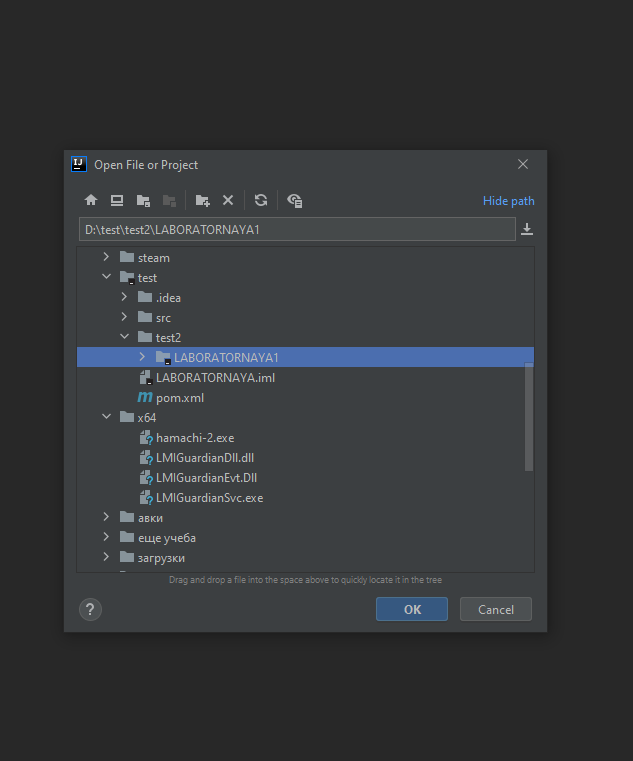 IJ
Open File or Project
Hide path
D:\test\test2\LABORATORNAYA1
steam
test
.idea
src
test2
LABORATORNAYA1
LABORATORNAYA.iml
m pom.xml
x64
hamachi-2.exe
LMIGuardianDll.dll
LMIGuardianEvt.Dll
LMIGuardianSvc.exe
авки
еще учеба
загрузки
Drag and drop a file into the space above to quickly locate it in the tree
? OK Cancel